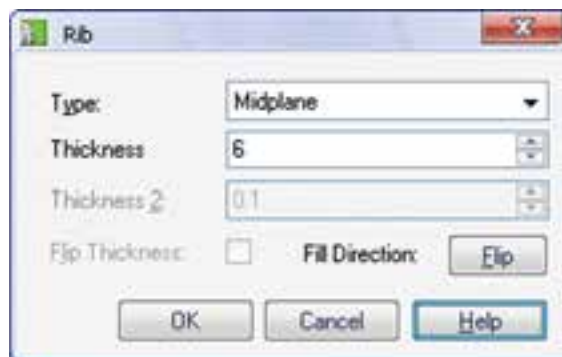 Rib
Type: Midplane
Thickness 6
Thickness 2: 0.1
Flip Thickness: Fill Direction: Flip
OK Cancel Help